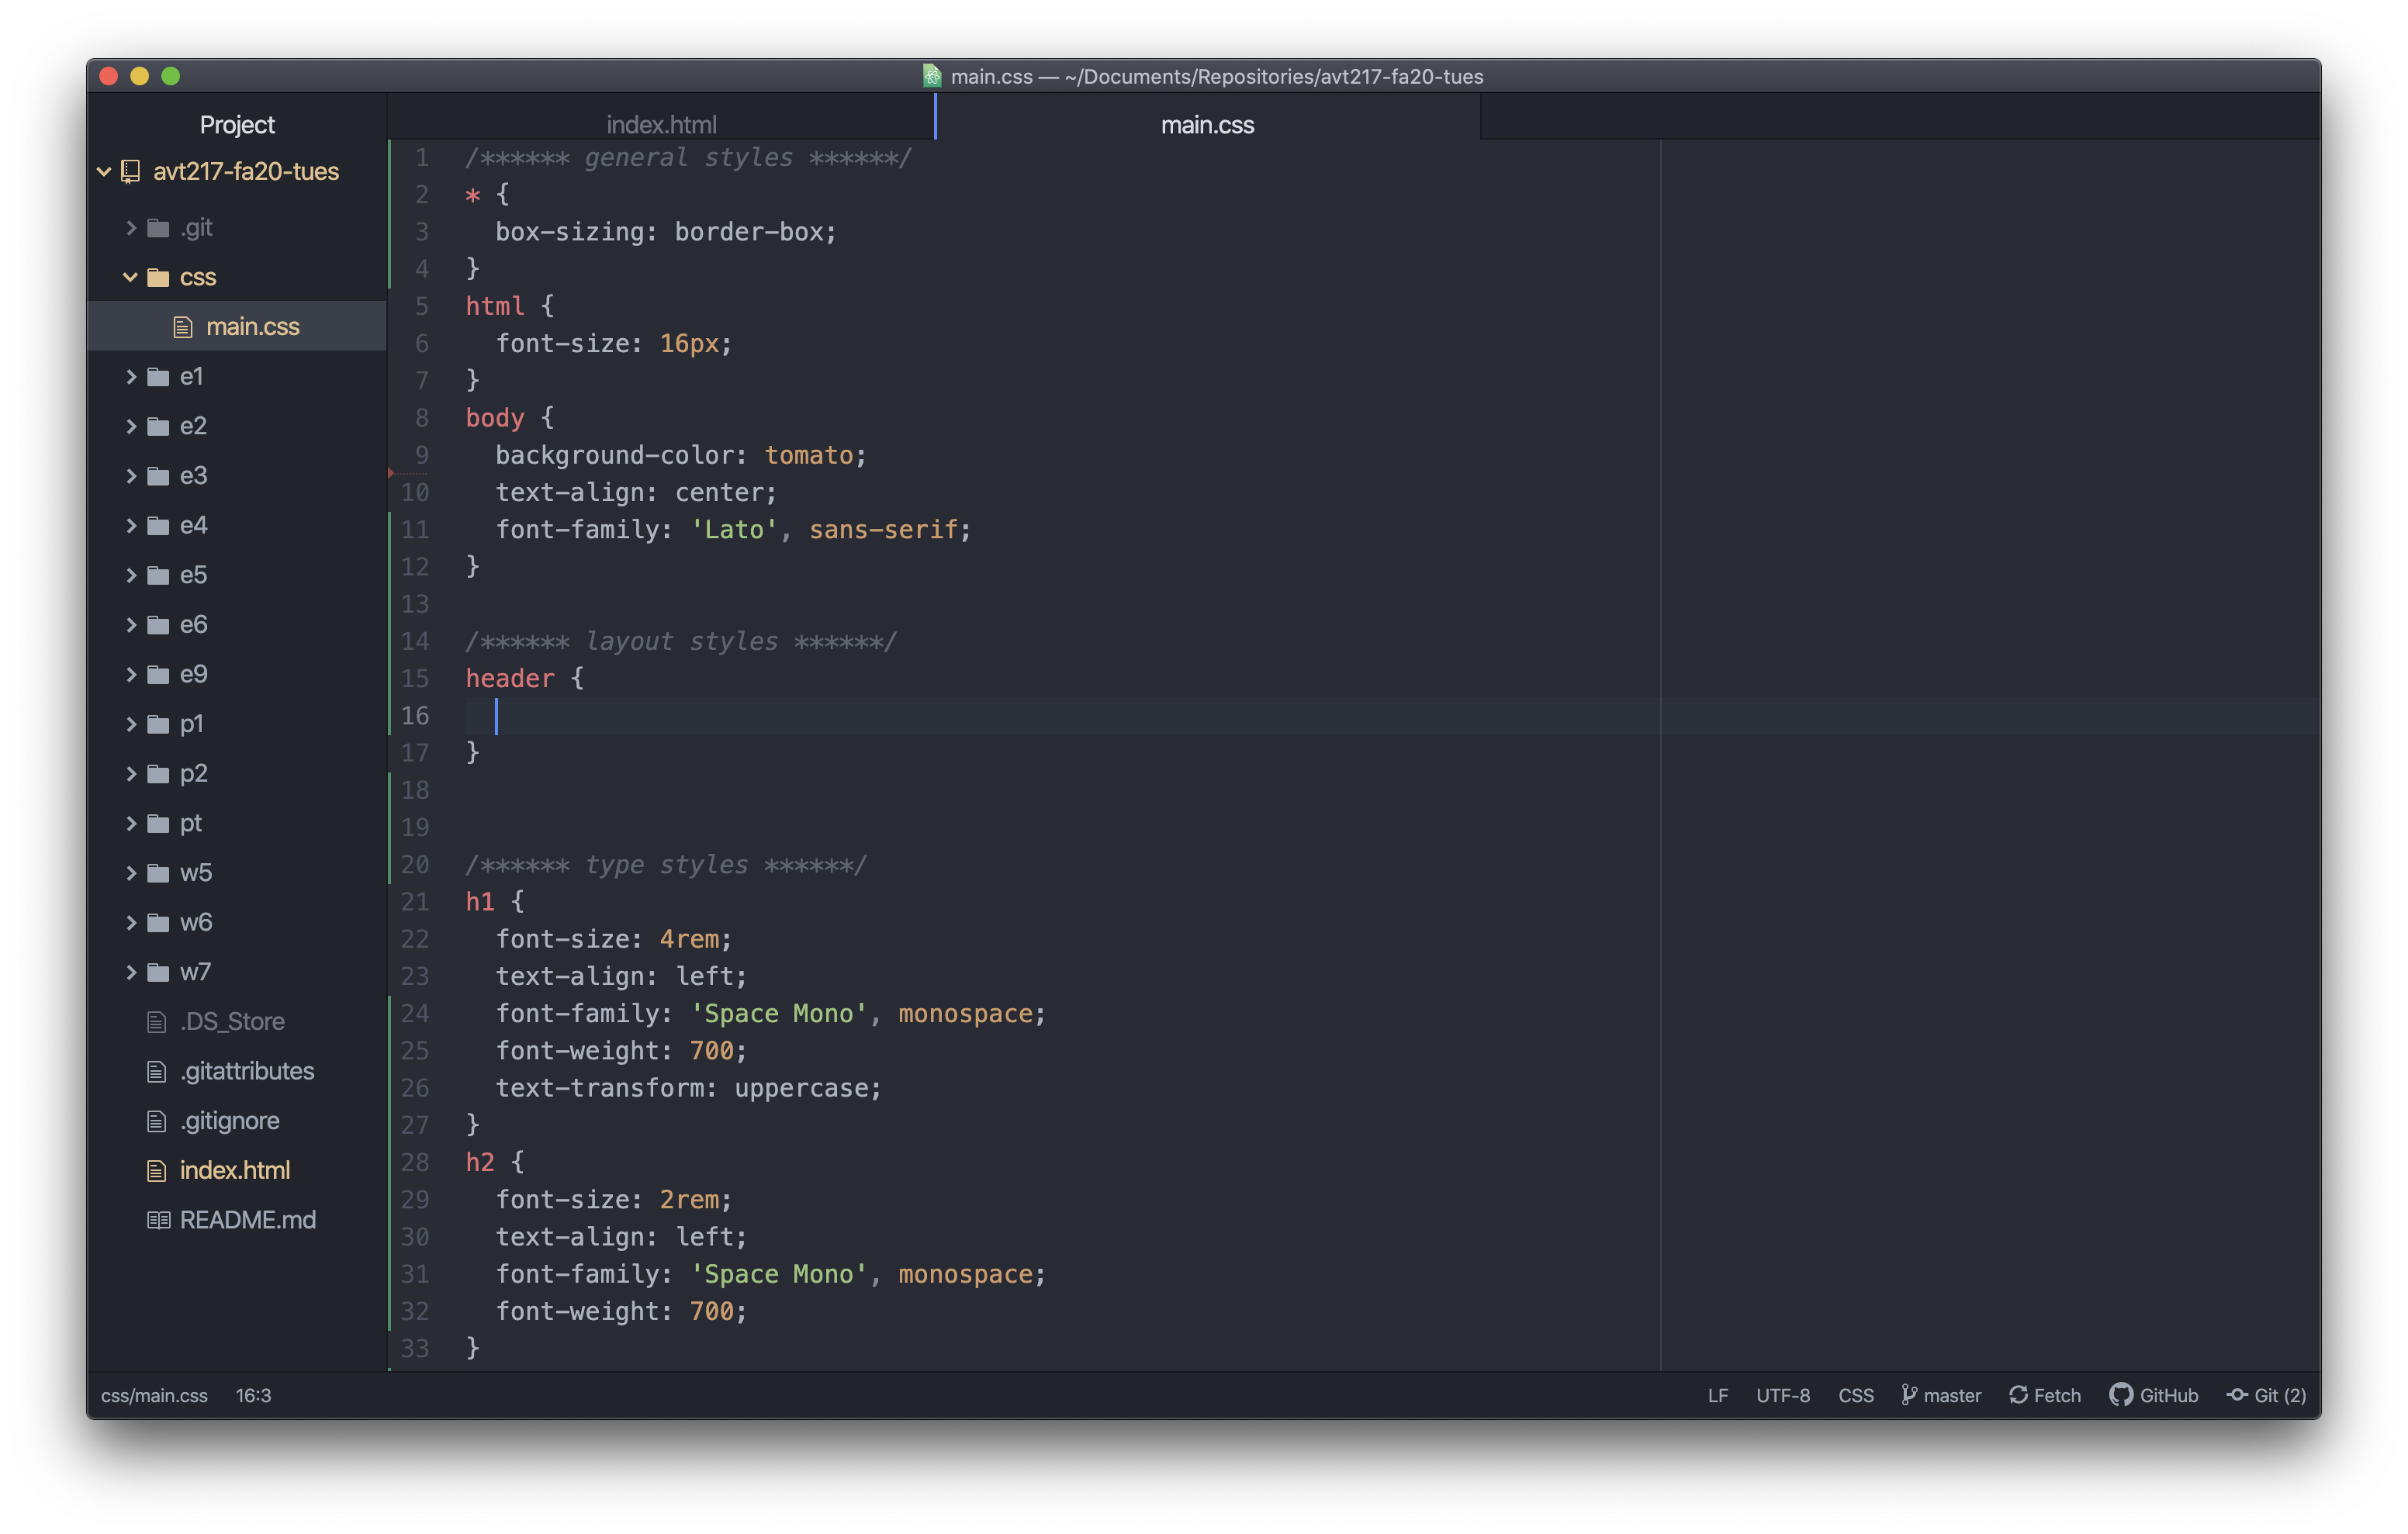 main.css — ~/Documents/Repositories/avt217-fa20-tues
Project
avt217-fa20-tues
.git
css
main.css
e1
e2
e3
e4
e5
e6
e9
p1
p2
pt
w5
w6
w7
.DS_Store
.gitattributes
.gitignore
index.html
README.md
index.html
main.css
1 /****** general styles ******/
2 * {
3   box-sizing: border-box;
4 }
5 html {
6   font-size: 16px;
7 }
8 body {
9   background-color: tomato;
10   text-align: center;
11   font-family: 'Lato', sans-serif;
12 }
13
14 /****** layout styles ******/
15 header {
16
17 }
18
19
20 /****** type styles ******/
21 h1 {
22   font-size: 4rem;
23   text-align: left;
24   font-family: 'Space Mono', monospace;
25   font-weight: 700;
26   text-transform: uppercase;
27 }
28 h2 {
29   font-size: 2rem;
30   text-align: left;
31   font-family: 'Space Mono', monospace;
32   font-weight: 700;
33 }
css/main.css 16:3 LF UTF-8 CSS master Fetch GitHub Git (2)